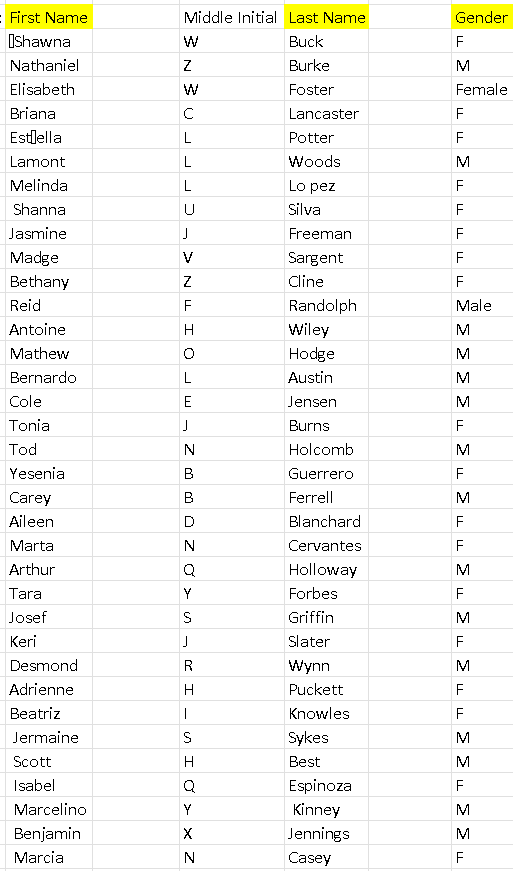 : First Name Middle Initial Last Name Gender
▯Shawna W Buck F
Nathaniel Z Burke M
Elisabeth W Foster Female
Briana C Lancaster F
Est▯ella L Potter F
Lamont L Woods M
Melinda L Lo pez F
Shanna U Silva F
Jasmine J Freeman F
Madge V Sargent F
Bethany Z Cline F
Reid F Randolph Male
Antoine H Wiley M
Mathew O Hodge M
Bernardo L Austin M
Cole E Jensen M
Tonia J Burns F
Tod N Holcomb M
Yesenia B Guerrero F
Carey B Ferrell M
Aileen D Blanchard F
Marta N Cervantes F
Arthur Q Holloway M
Tara Y Forbes F
Josef S Griffin M
Keri J Slater F
Desmond R Wynn M
Adrienne H Puckett F
Beatriz I Knowles F
Jermaine S Sykes M
Scott H Best M
Isabel Q Espinoza F
Marcelino Y Kinney M
Benjamin X Jennings M
Marcia N Casey F